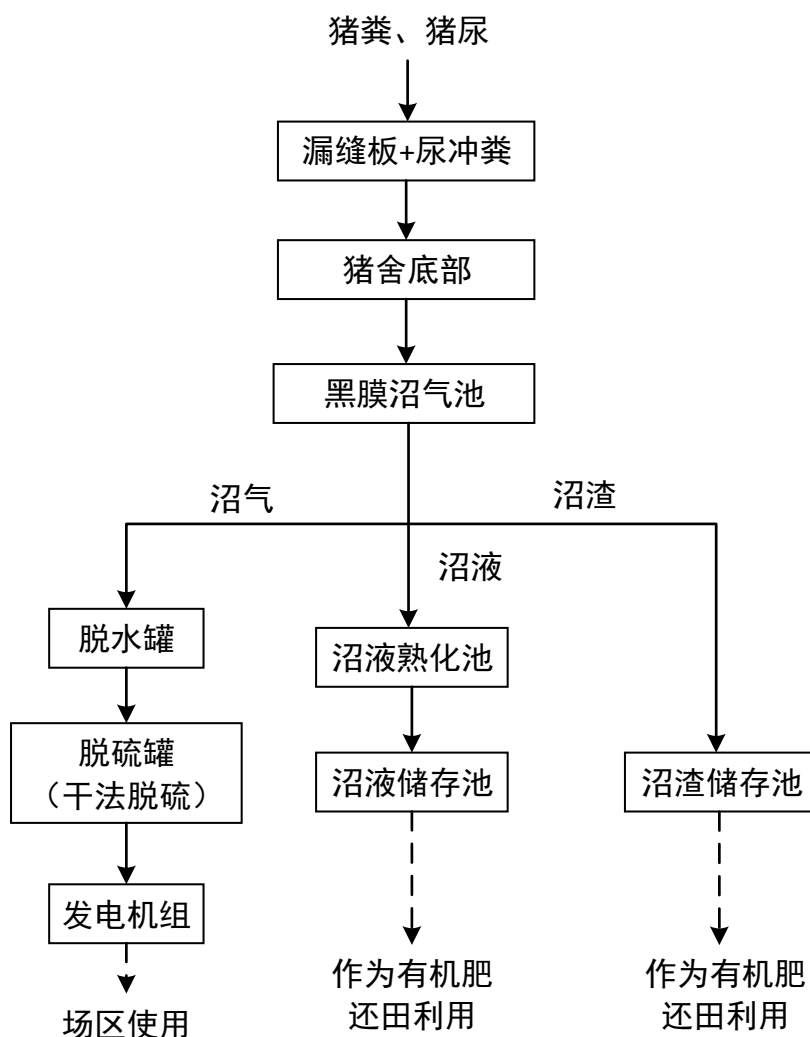 猪粪、猪尿
漏缝板+尿冲粪
猪舍底部
黑膜沼气池
沼气
沼渣
沼液
脱水罐
沼液熟化池
脱硫罐
（干法脱硫）
沼液储存池
沼渣储存池
发电机组
作为有机肥
还田利用
作为有机肥
还田利用
场区使用